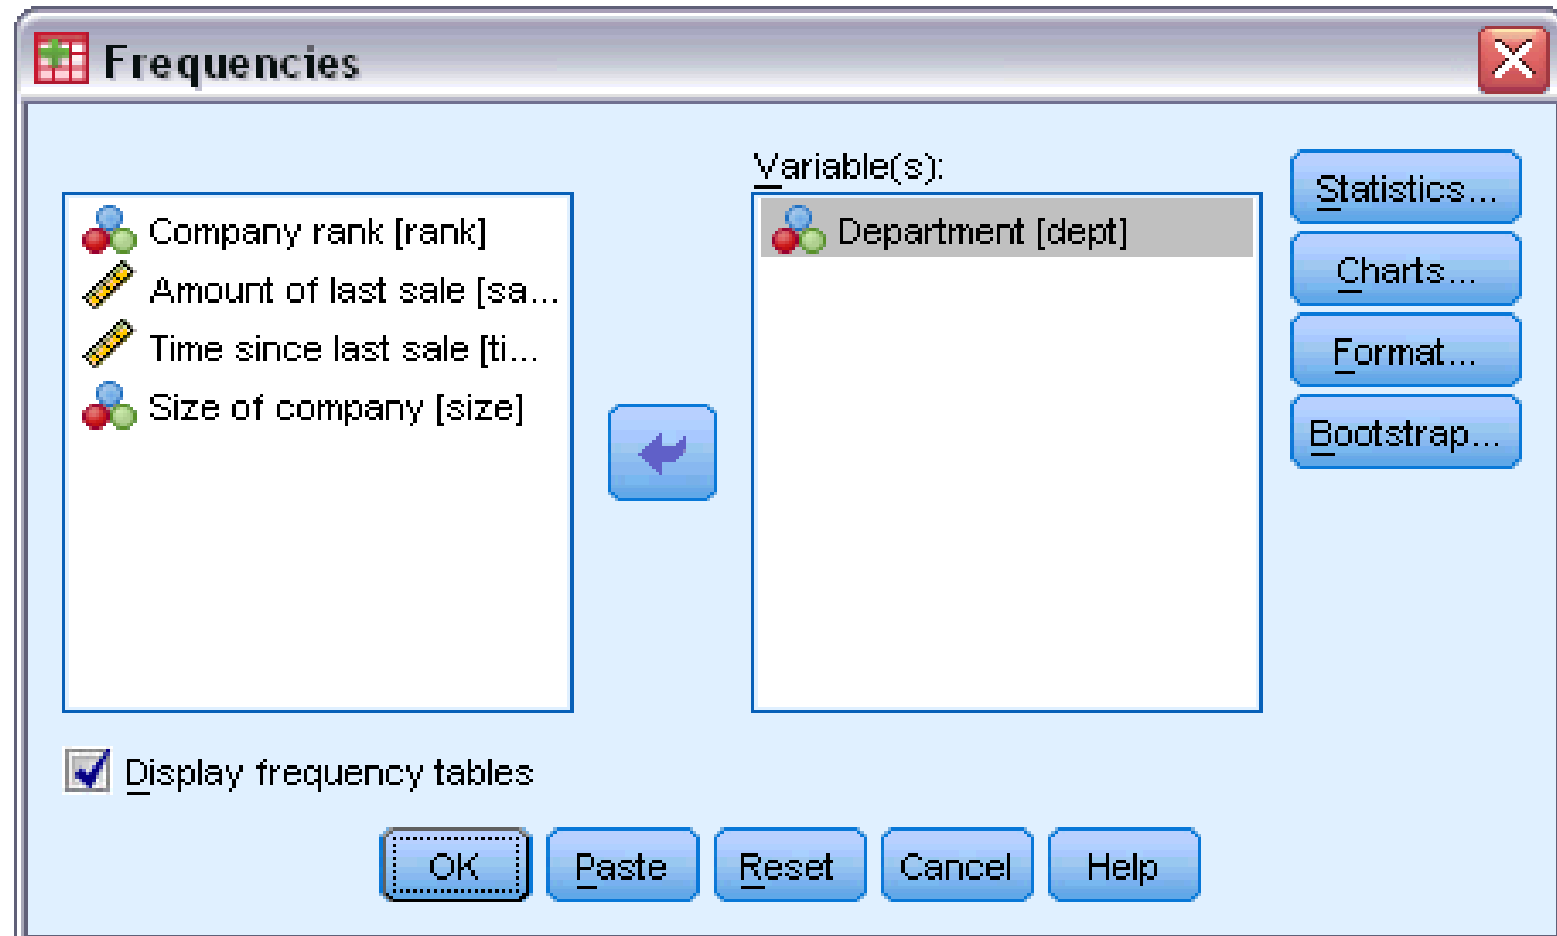 Frequencies
Variable(s):
Company rank [rank]
Amount of last sale [sa...
Time since last sale [ti...
Size of company [size]
Department [dept]
Statistics...
Charts...
Format...
Bootstrap...
Display frequency tables
OK
Paste
Reset
Cancel
Help